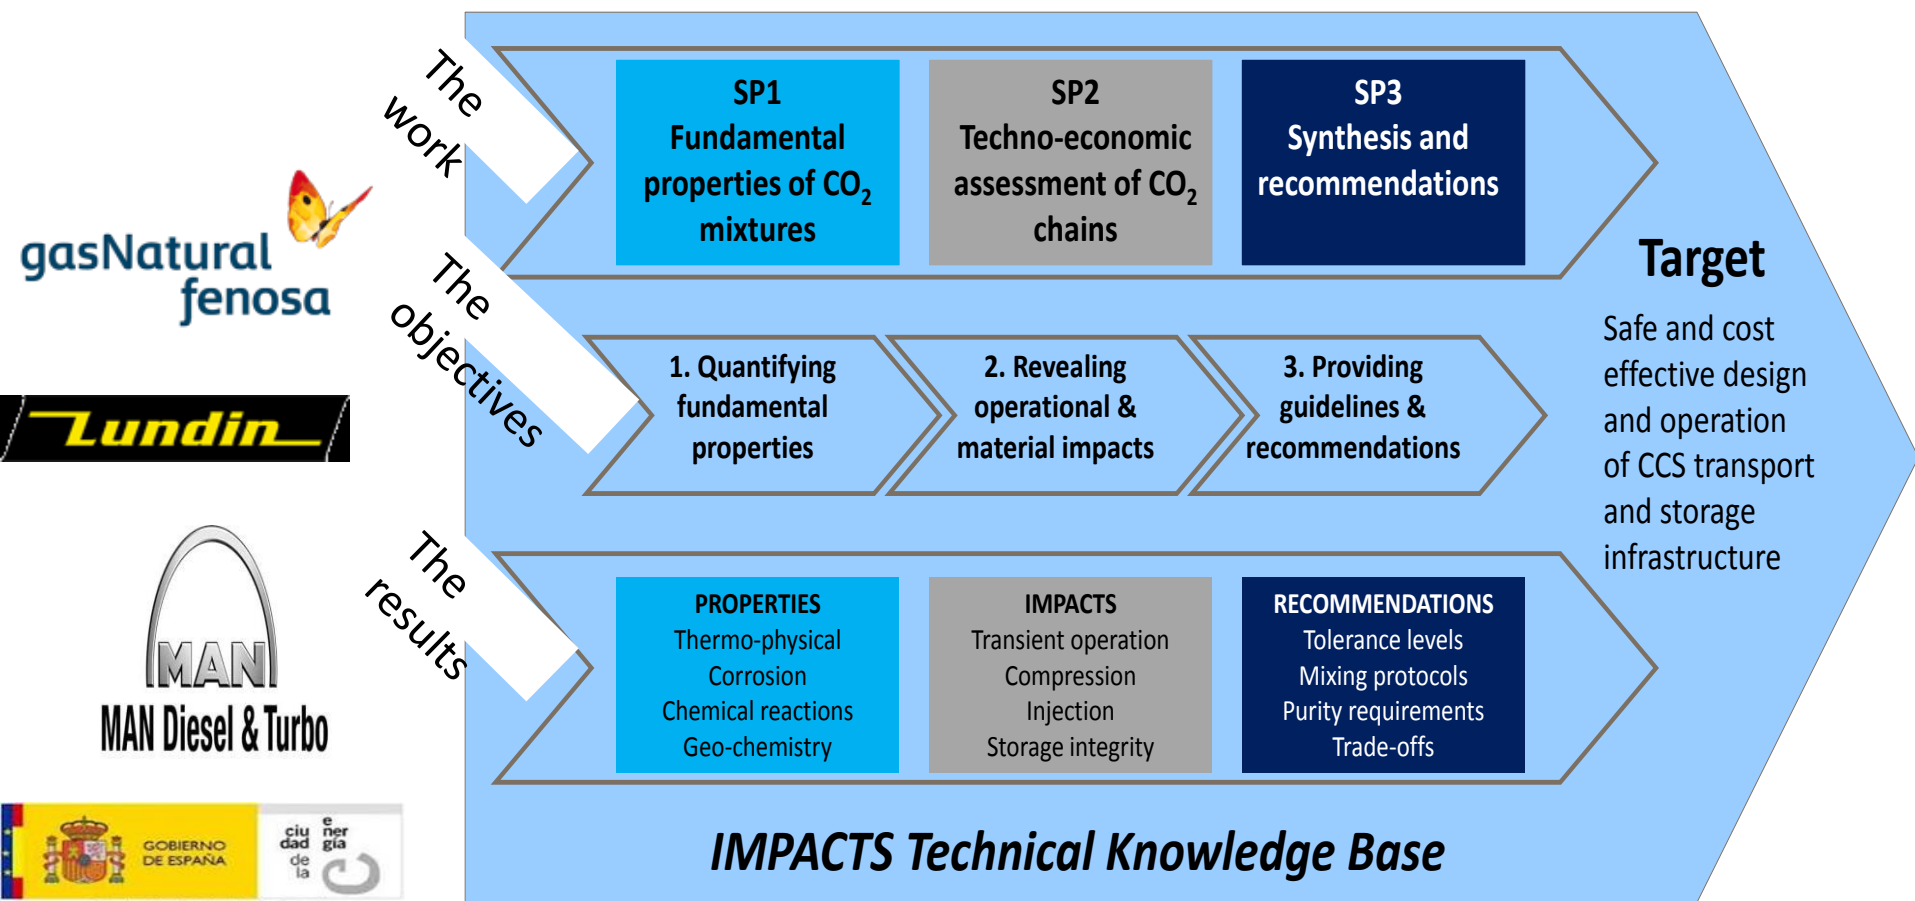 The
work
SP1
Fundamental
properties of CO₂
mixtures
SP2
Techno-economic
assessment of CO₂
chains
SP3
Synthesis and
recommendations
gasNatural
fenosa
Lundin
MAN
MAN Diesel & Turbo
GOBIERNO
DE ESPAÑA
ciu
dad
de
la
e
ner
gía
The
objectives
1. Quantifying
fundamental
properties
2. Revealing
operational &
material impacts
3. Providing
guidelines &
recommendations
The
results
PROPERTIES
Thermo-physical
Corrosion
Chemical reactions
Geo-chemistry
IMPACTS
Transient operation
Compression
Injection
Storage integrity
RECOMMENDATIONS
Tolerance levels
Mixing protocols
Purity requirements
Trade-offs
Target
Safe and cost
effective design
and operation
of CCS transport
and storage
infrastructure
IMPACTS Technical Knowledge Base